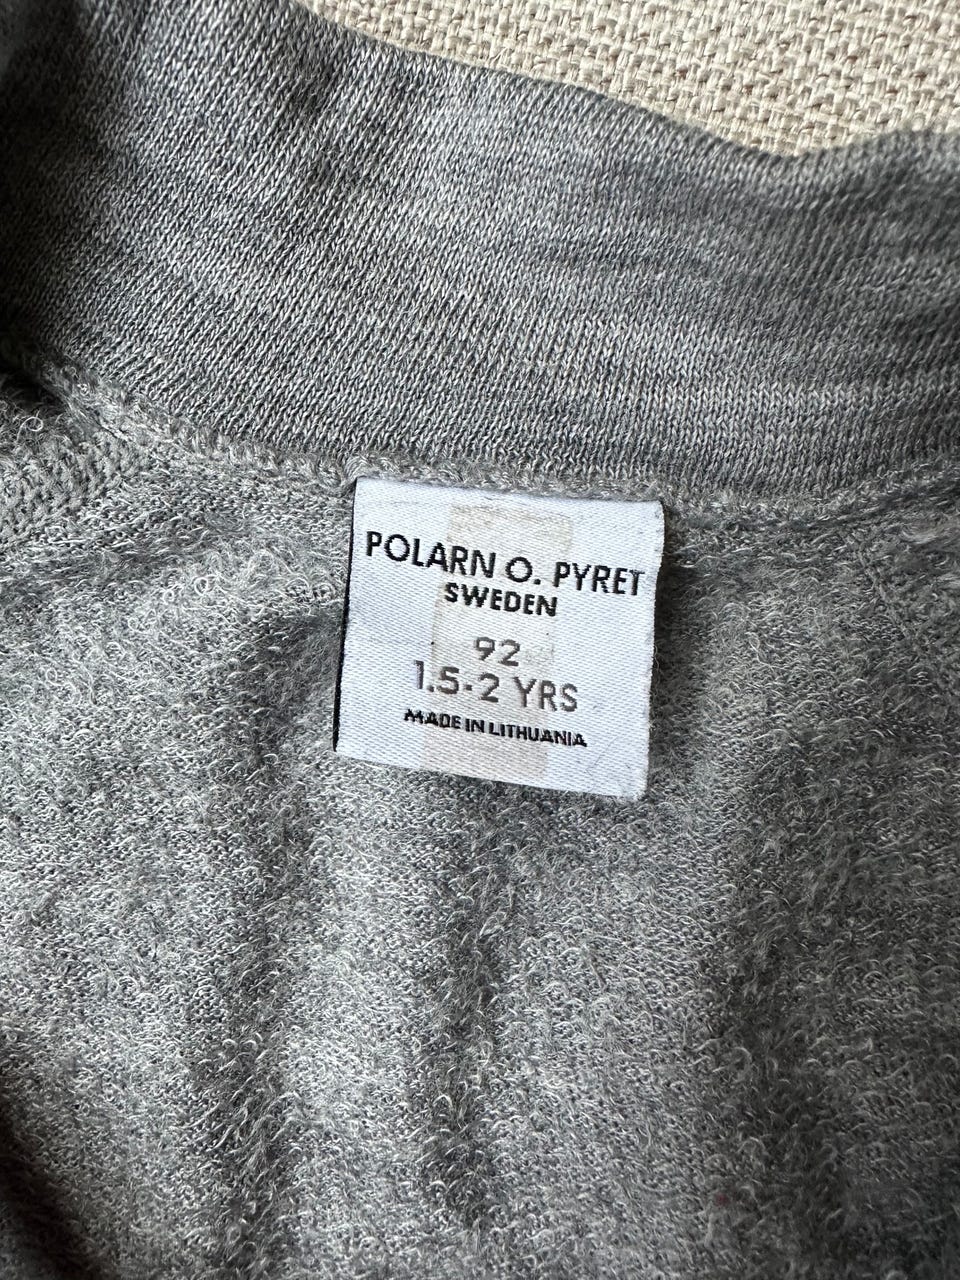 POLARN O. PYRET
SWEDEN
92
1.5-2 YRS
MADE IN LITHUANIA